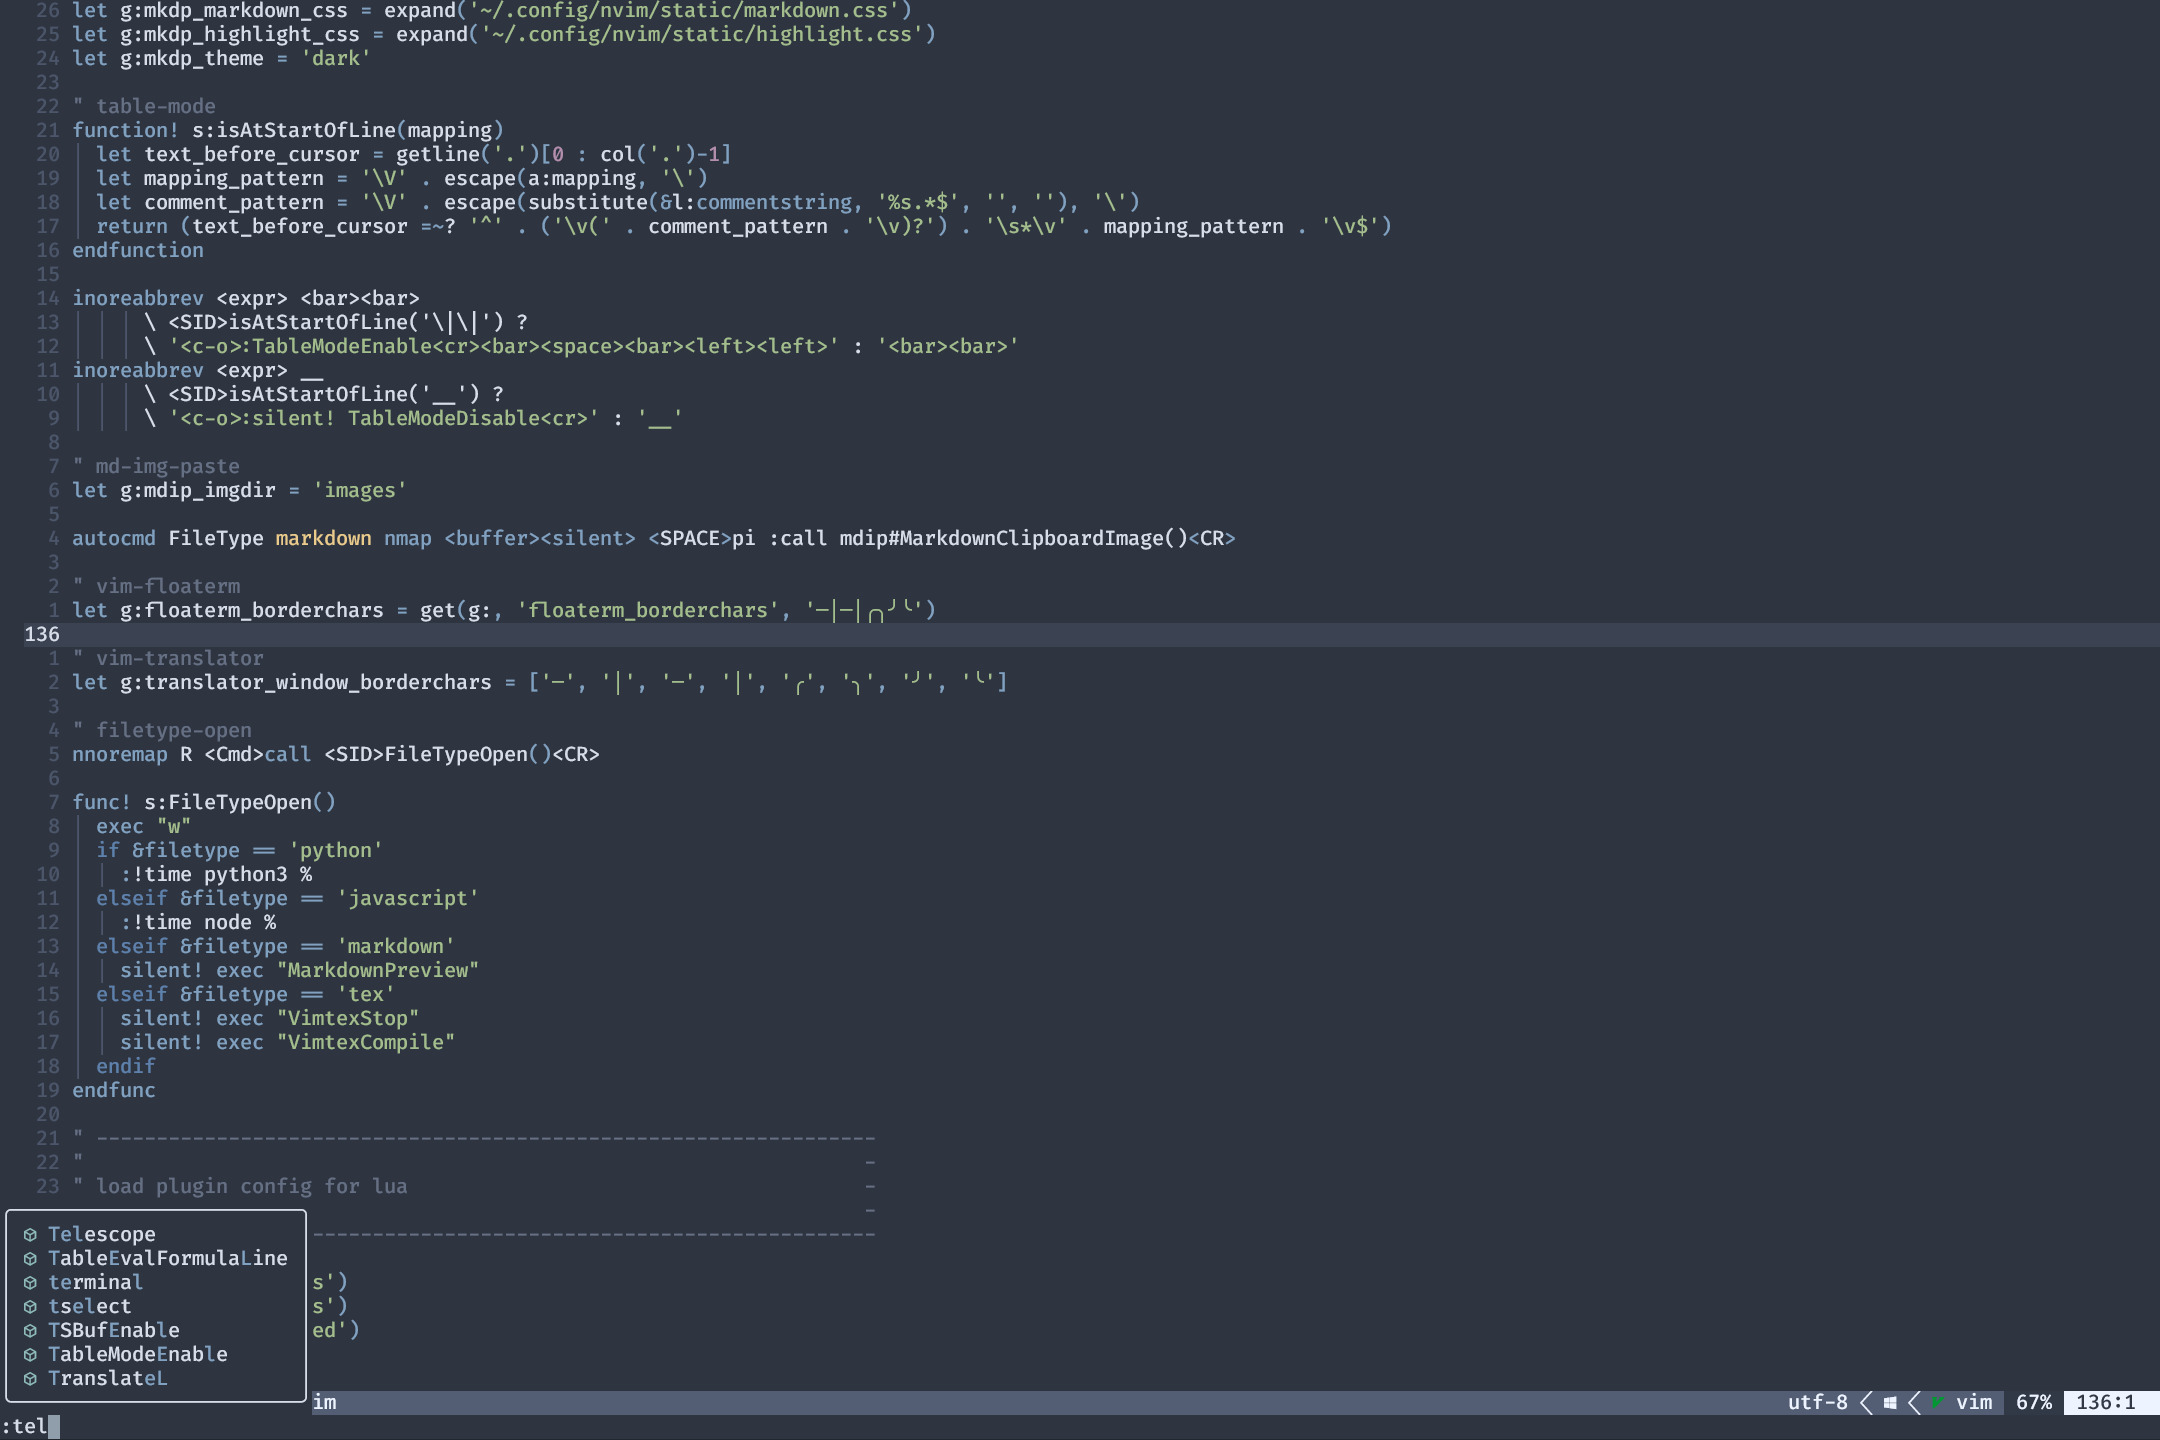 26 let g:mkdp_markdown_css = expand('~/.config/nvim/static/markdown.css')
25 let g:mkdp_highlight_css = expand('~/.config/nvim/static/highlight.css')
24 let g:mkdp_theme = 'dark'
23
22 " table-mode
21 function! s:isAtStartOfLine(mapping)
20   let text_before_cursor = getline('.')[0 : col('.')-1]
19   let mapping_pattern = '\V' . escape(a:mapping, '\')
18   let comment_pattern = '\V' . escape(substitute(&l:commentstring, '%s.*$', '', ''), '\')
17   return (text_before_cursor =~? '^' . ('\v(' . comment_pattern . '\v)?') . '\s*\v' . mapping_pattern . '\v$')
16 endfunction
15
14 inoreabbrev <expr> <bar><bar>
13       \ <SID>isAtStartOfLine('\|\|') ?
12       \ '<c-o>:TableModeEnable<cr><bar><space><bar><left><left>' : '<bar><bar>'
11 inoreabbrev <expr> __
10       \ <SID>isAtStartOfLine('__') ?
9       \ '<c-o>:silent! TableModeDisable<cr>' : '__'
8
7 " md-img-paste
6 let g:mdip_imgdir = 'images'
5
4 autocmd FileType markdown nmap <buffer><silent> <SPACE>pi :call mdip#MarkdownClipboardImage()<CR>
3
2 " vim-floaterm
1 let g:floaterm_borderchars = get(g:, 'floaterm_borderchars', '─│─│╭╮╯╰')
136
1 " vim-translator
2 let g:translator_window_borderchars = ['─', '│', '─', '│', '╭', '╮', '╯', '╰']
3
4 " filetype-open
5 nnoremap R <Cmd>call <SID>FileTypeOpen()<CR>
6
7 func! s:FileTypeOpen()
8   exec "w"
9   if &filetype == 'python'
10     :!time python3 %
11   elseif &filetype == 'javascript'
12     :!time node %
13   elseif &filetype == 'markdown'
14     silent! exec "MarkdownPreview"
15   elseif &filetype == 'tex'
16     silent! exec "VimtexStop"
17     silent! exec "VimtexCompile"
18   endif
19 endfunc
20
21 " -----------------------------------------------------------------
22 "                                                                 -
23 " load plugin config for lua                                      -
-
Telescope -----------------------------------------------
TableEvalFormulaLine
terminal s')
tselect s')
TSBufEnable ed')
TableModeEnable
TranslateL
im utf-8 vim 67% 136:1
:tel